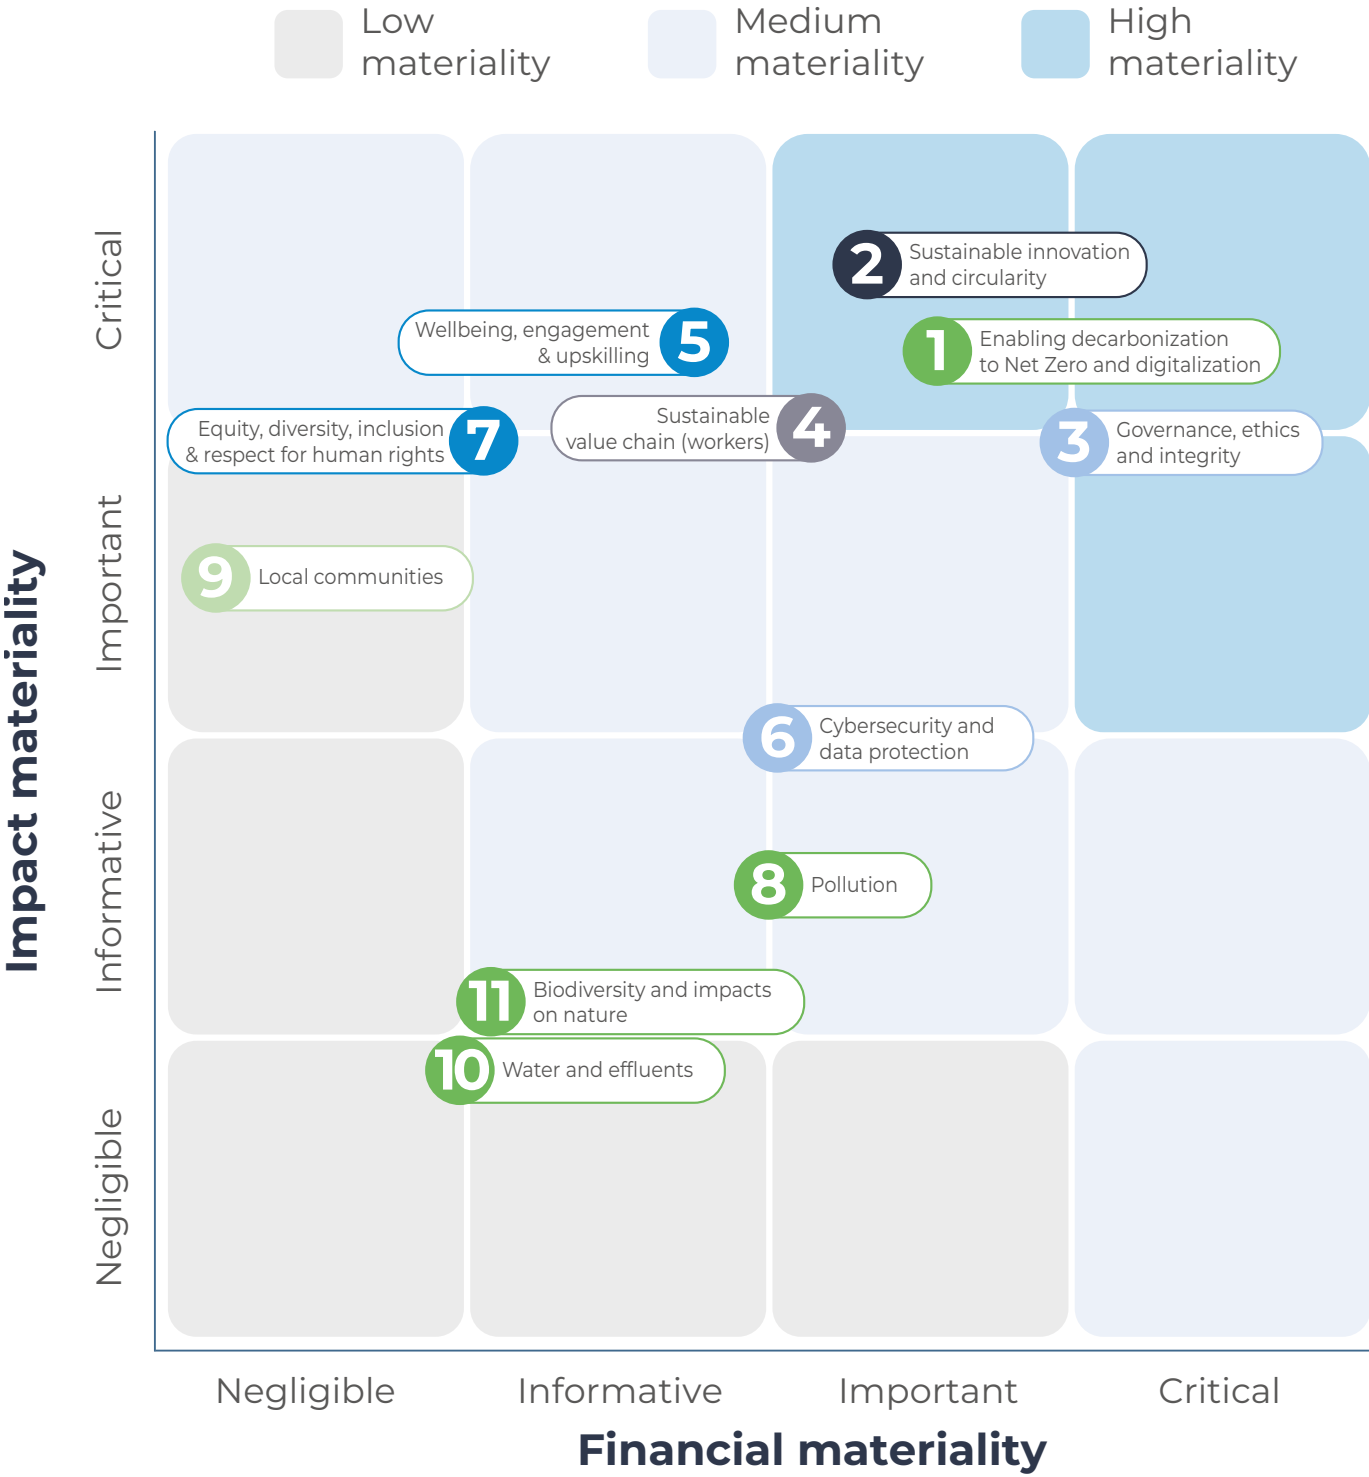 Low
materiality
Medium
materiality
High
materiality
Impact materiality
Critical
Important
Informative
Negligible
2
Sustainable innovation
and circularity
Wellbeing, engagement
& upskilling
5
1
Enabling decarbonization
to Net Zero and digitalization
Sustainable
value chain (workers)
4
Equity, diversity, inclusion
& respect for human rights
7
3
Governance, ethics
and integrity
9
Local communities
6
Cybersecurity and
data protection
8
Pollution
11
Biodiversity and impacts
on nature
10
Water and effluents
Negligible
Informative
Important
Critical
Financial materiality